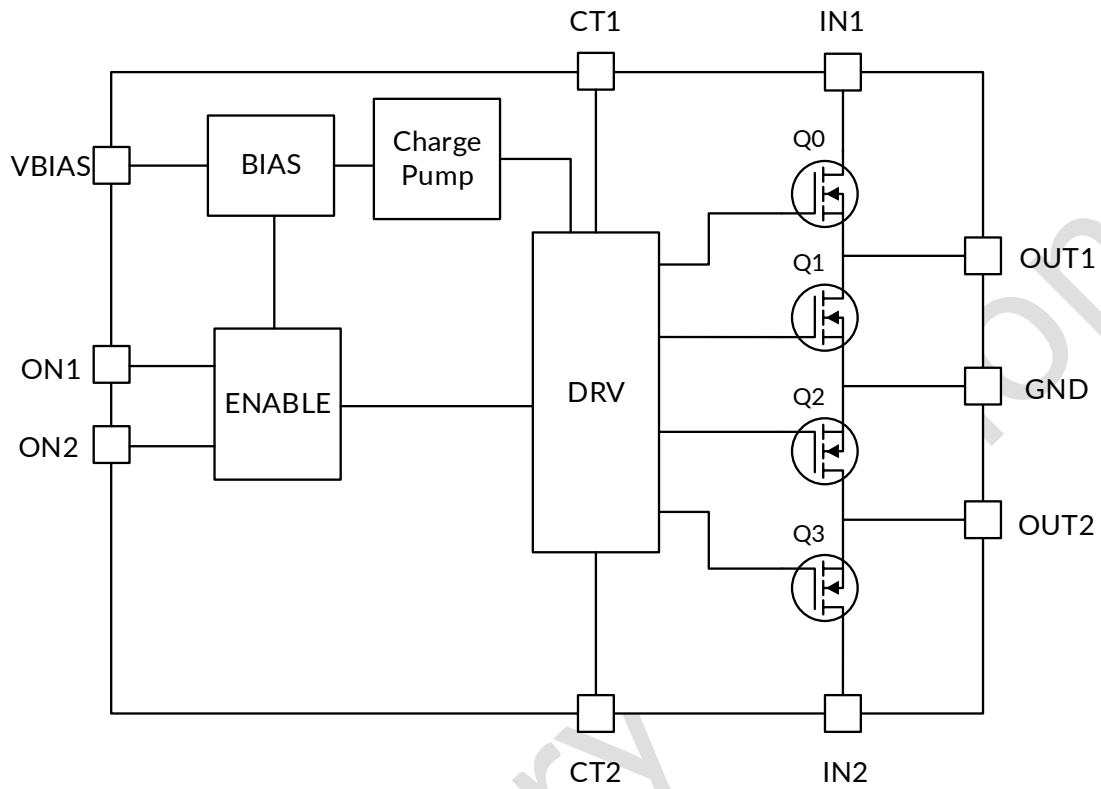 CT1
IN1
VBIAS
BIAS
Charge
Pump
Q0
OUT1
Q1
ON1
ENABLE
DRV
GND
Q2
ON2
OUT2
Q3
CT2
IN2